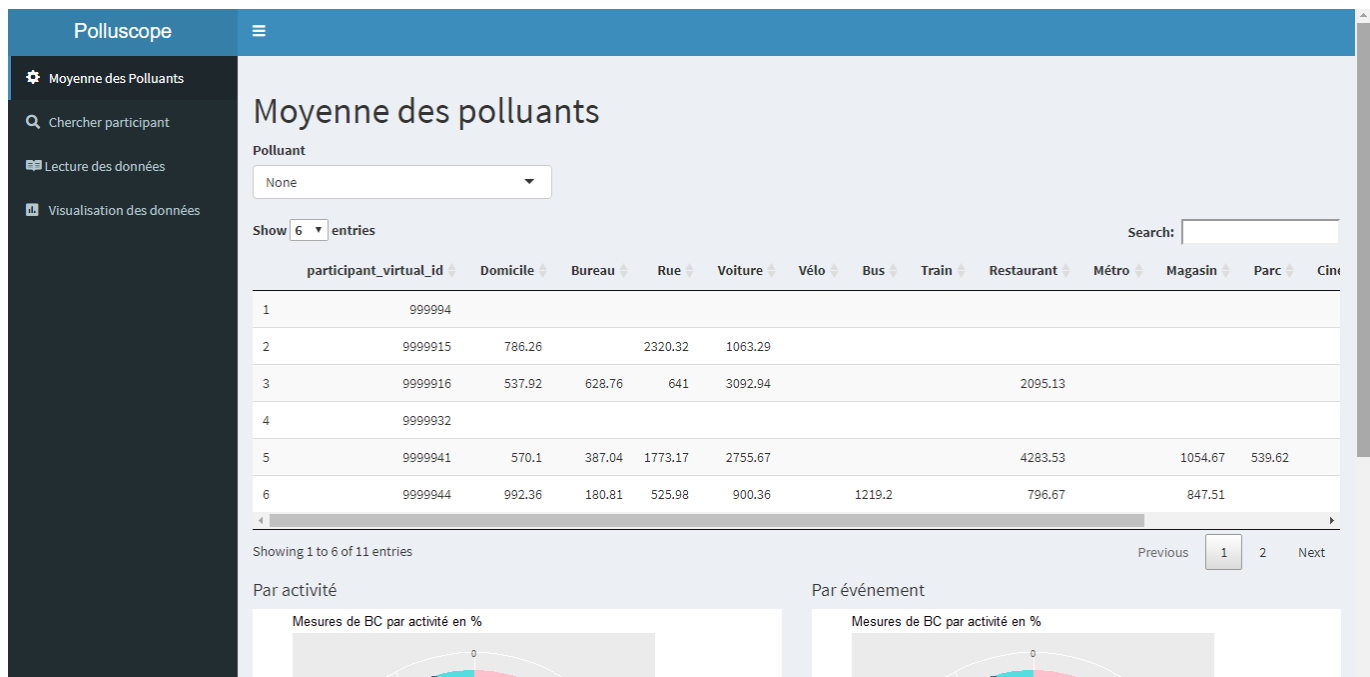 Polluscope
Moyenne des Polluants
Chercher participant
Lecture des données
Visualisation des données
Moyenne des polluants
Polluant
None
Show 6 entries
Search:
participant_virtual_id Domicile Bureau Rue Voiture Vélo Bus Train Restaurant Métro Magasin Parc Cine
1 999994
2 9999915 786.26 2320.32 1063.29
3 9999916 537.92 628.76 641 3092.94 2095.13
4 9999932
5 9999941 570.1 387.04 1773.17 2755.67 4283.53 1054.67 539.62
6 9999944 992.36 180.81 525.98 900.36 1219.2 796.67 847.51
Showing 1 to 6 of 11 entries
Previous 1 2 Next
Par activité
Par événement
Mesures de BC par activité en %
Mesures de BC par activité en %
0
0